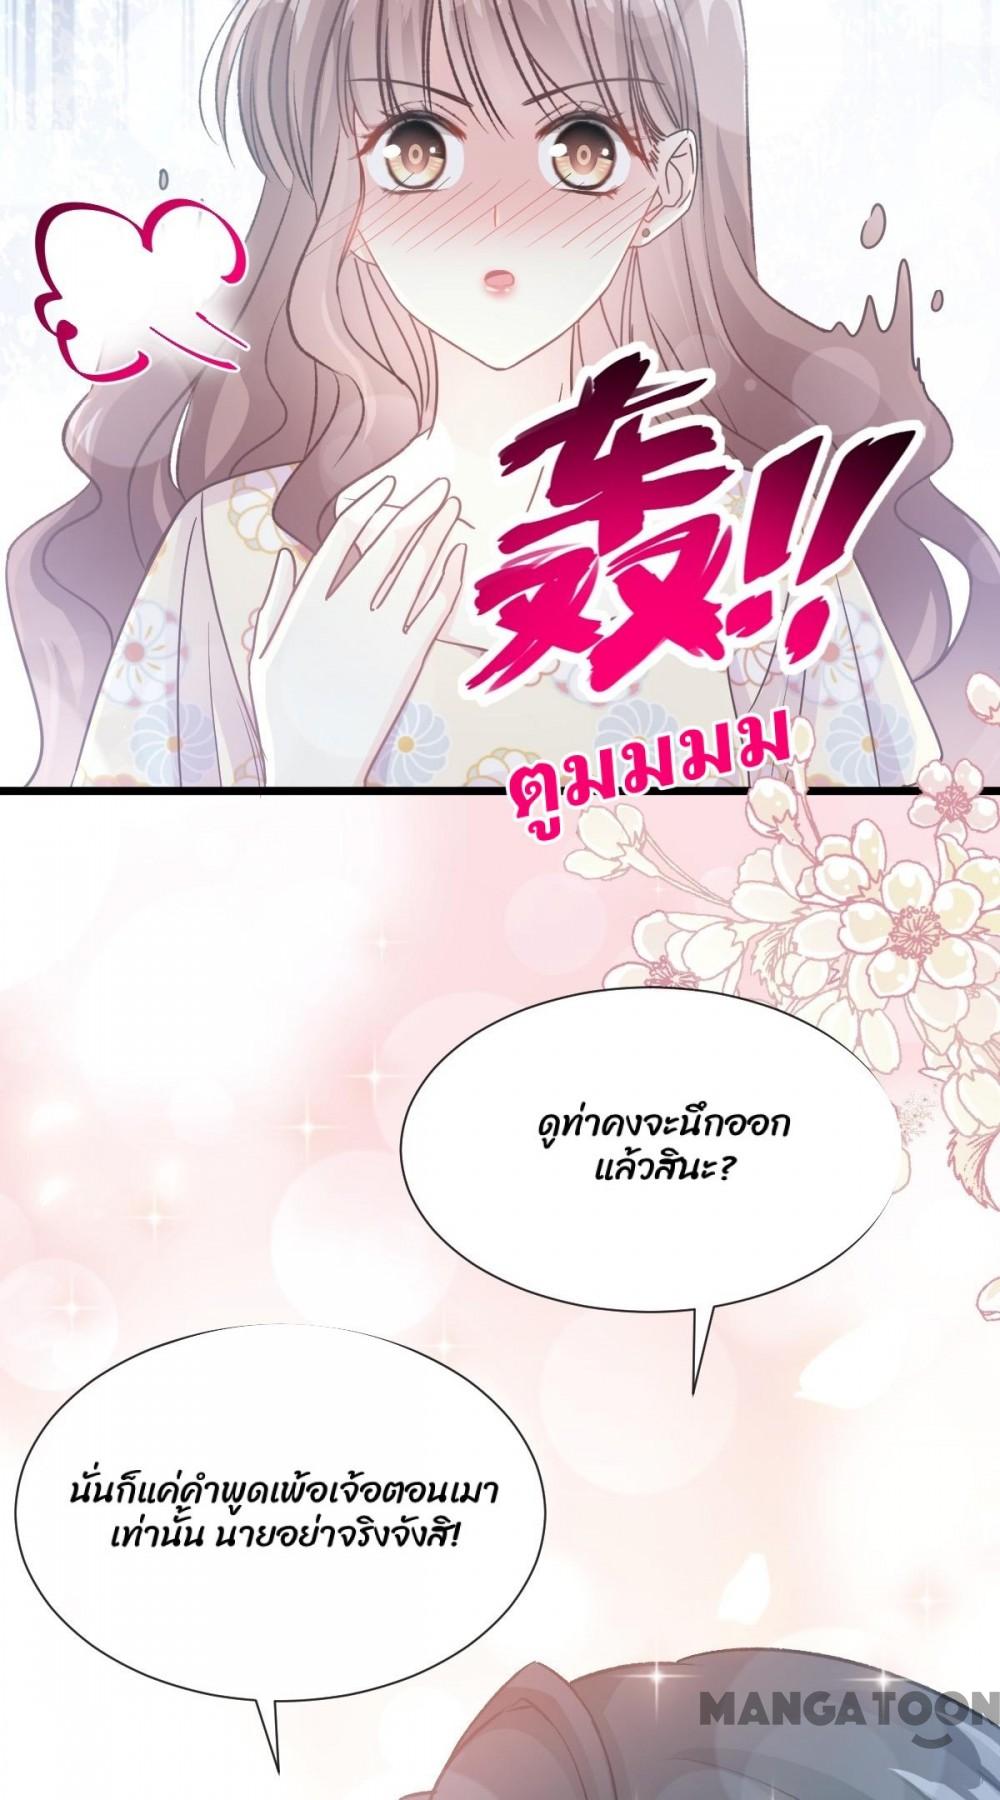 轰!!
ตูมมมม
ดูท่าคงจะนึกออก
แล้วสินะ?
นั่นก็แค่คำพูดเพ้อเจ้อตอนเมา
เท่านั้น นายอย่าจริงจังสิ!
MANGATOON